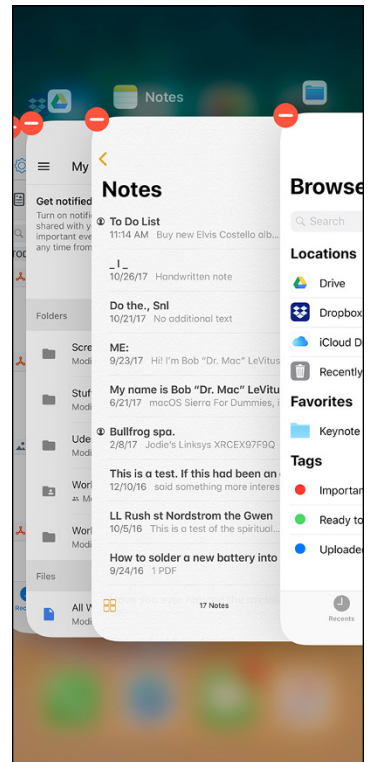 Notes
My
Get notified
Turn on notifi
shared with y
important eve
any time from
Folders
Scre
Modi
Stuf
Modi
Ude
Modi
Worl
Mo
Worl
Modi
Files
All W
Modi
Rec
Notes
To Do List
11:14 AM Buy new Elvis Costello alb...
_ I _
10/26/17 Handwritten note
Do the., Snl
10/21/17 No additional text
ME:
9/23/17 Hi! I'm Bob "Dr. Mac" LeVitus
My name is Bob "Dr. Mac" LeVitu
6/21/17 macOS Sierra For Dummies, i
Bullfrog spa.
2/8/17 Jodie's Linksys XRCEX97F9Q
This is a test. If this had been an
12/10/16 said something more interes
LL Rush st Nordstrom the Gwen
10/5/16 This is a test of the spiritual...
How to solder a new battery into
9/24/16 1 PDF
17 Notes
Browse
Search
Locations
Drive
Dropbox
iCloud D
Recently
Favorites
Keynote
Tags
Importan
Ready to
Uploade
Recents